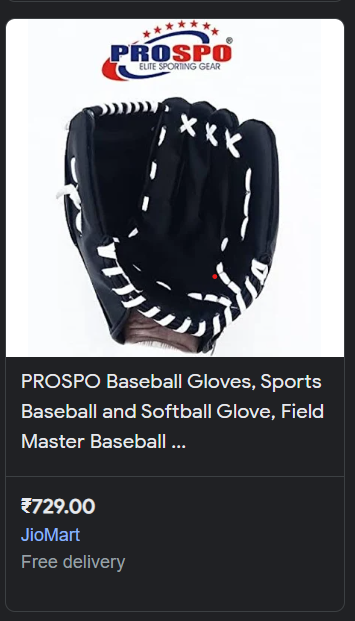 PROSPO
ELITE SPORTING GEAR
PROSPO Baseball Gloves, Sports
Baseball and Softball Glove, Field
Master Baseball ...
₹729.00
JioMart
Free delivery